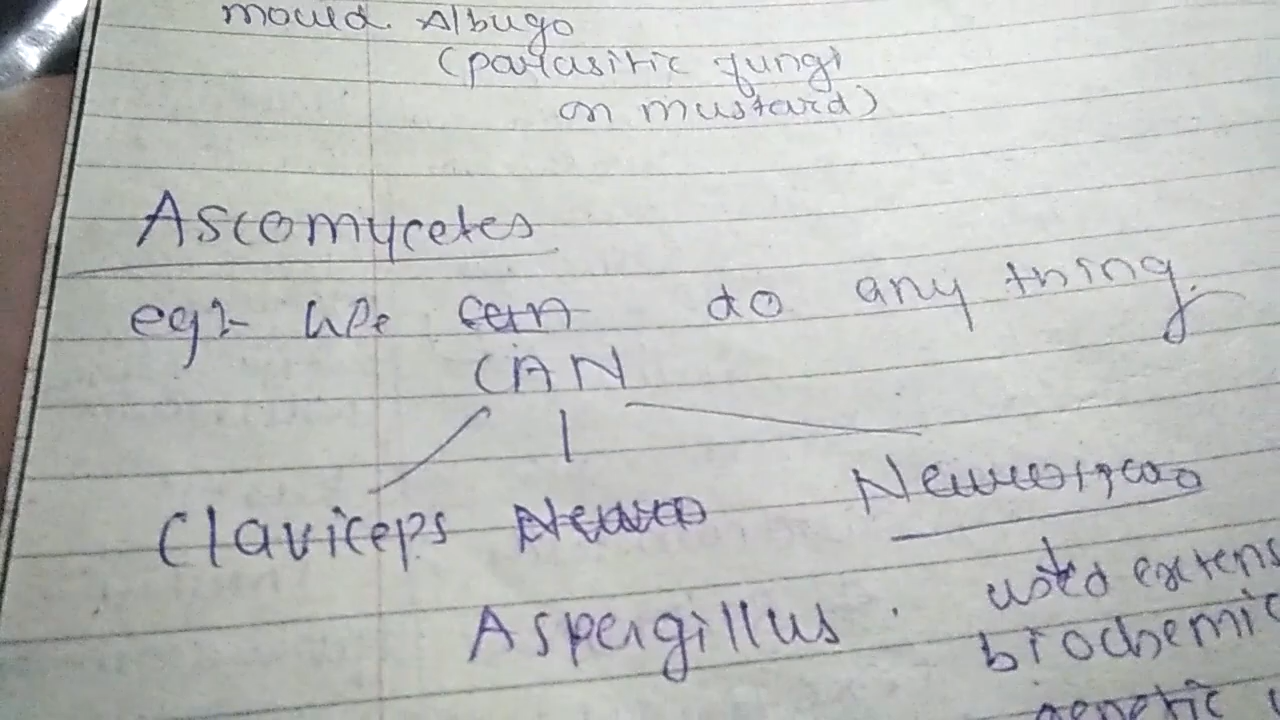 mould Albugo
(parasitic fungi
on mustard)
Ascomycetes
eg:- We can do any thing.
CAN
Claviceps
Aspergillus
used extens
biochemic
genetic